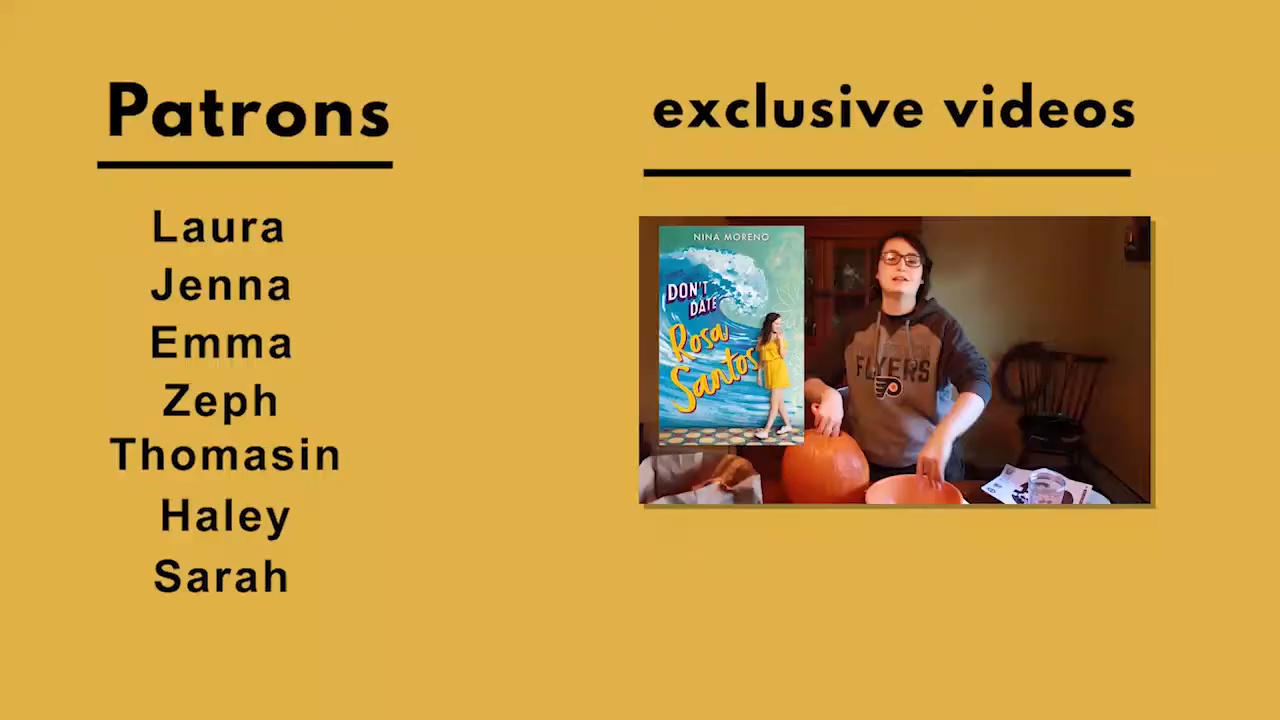 Patrons
Laura
Jenna
Emma
Zeph
Thomasin
Haley
Sarah
exclusive videos
NINA MORENO
DON'T
DATE
Rosa
Santos
FLYERS